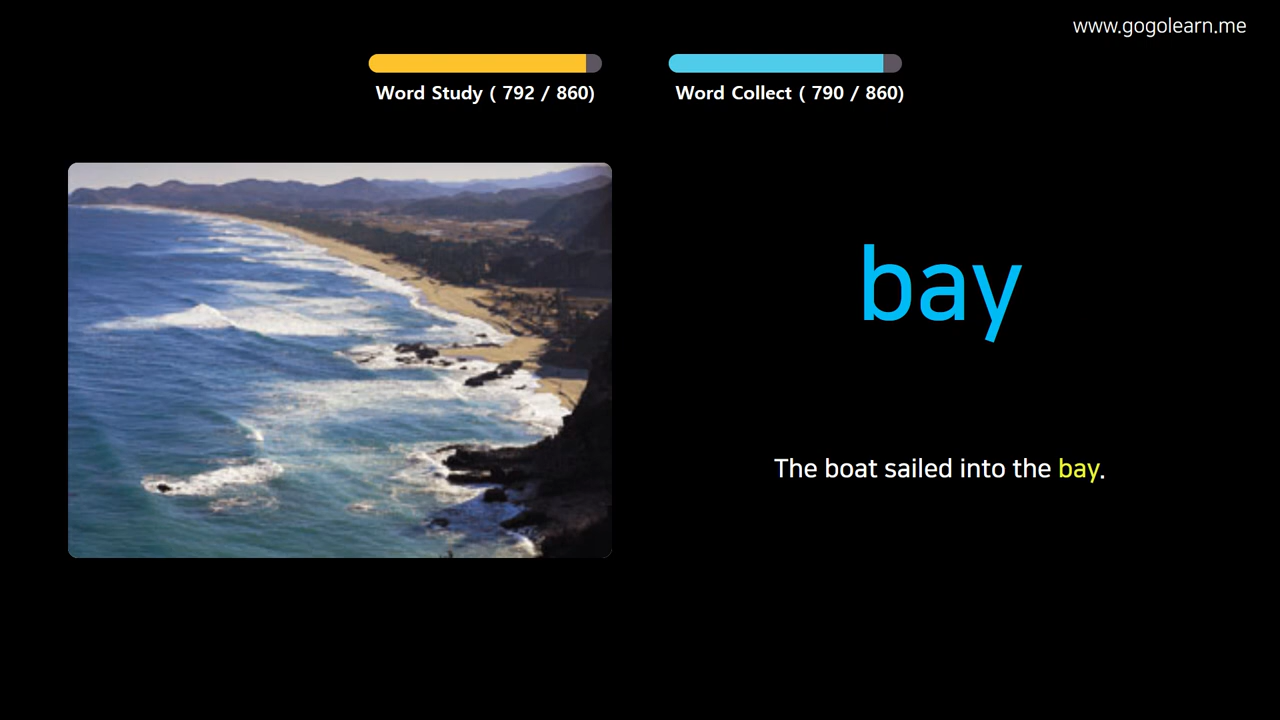 www.gogolearn.me
Word Study ( 792 / 860)
Word Collect ( 790 / 860)
bay
The boat sailed into the bay.